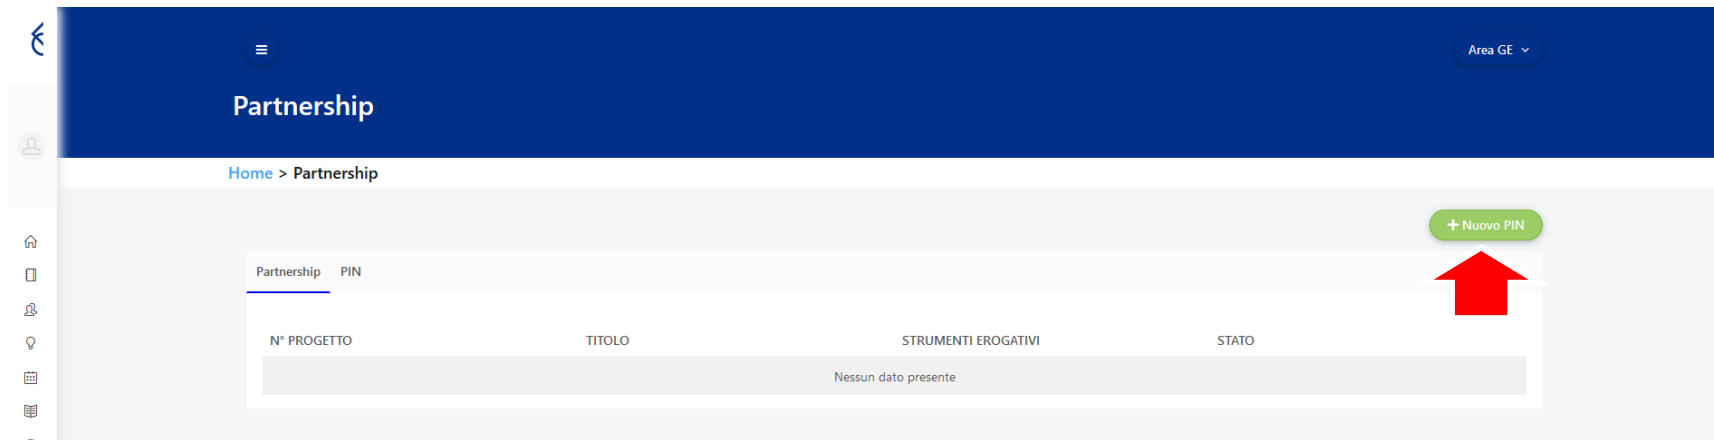 Area GE
Partnership
Home > Partnership
+ Nuovo PIN
Partnership PIN
N° PROGETTO TITOLO STRUMENTI EROGATIVI STATO
Nessun dato presente